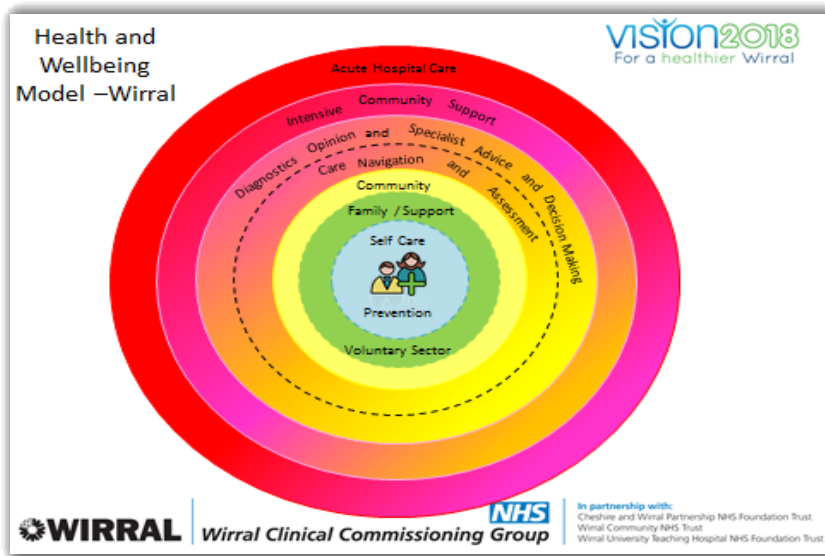 Health and
Wellbeing
Model –Wirral
vision2018
For a healthier Wirral
Acute Hospital Care
Intensive Community Support
Diagnostics Opinion and Specialist Advice and Decision Making
Care Navigation and Assessment
Community
Family / Support
Self Care
Prevention
Voluntary Sector
WIRRAL
NHS
Wirral Clinical Commissioning Group
In partnership with:
Cheshire and Wirral Partnership NHS Foundation Trust
Wirral Community NHS Trust
Wirral University Teaching Hospital NHS Foundation Trust